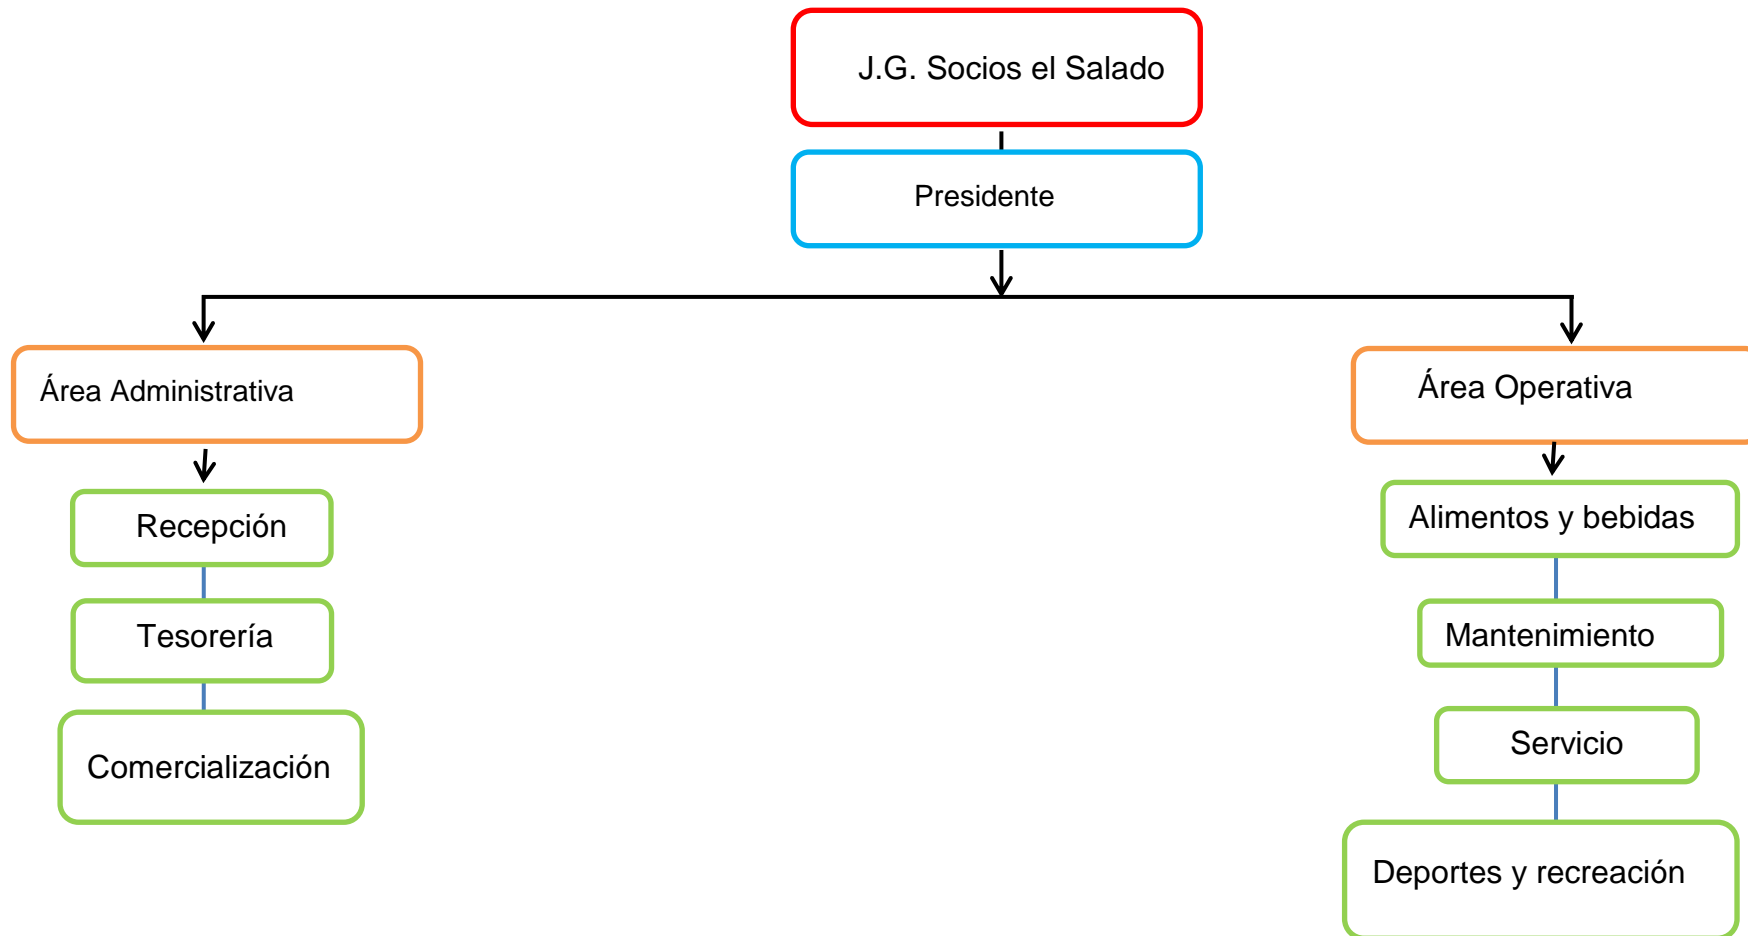 J.G. Socios el Salado
Presidente
Área Administrativa
Área Operativa
Recepción
Alimentos y bebidas
Tesorería
Mantenimiento
Comercialización
Servicio
Deportes y recreación